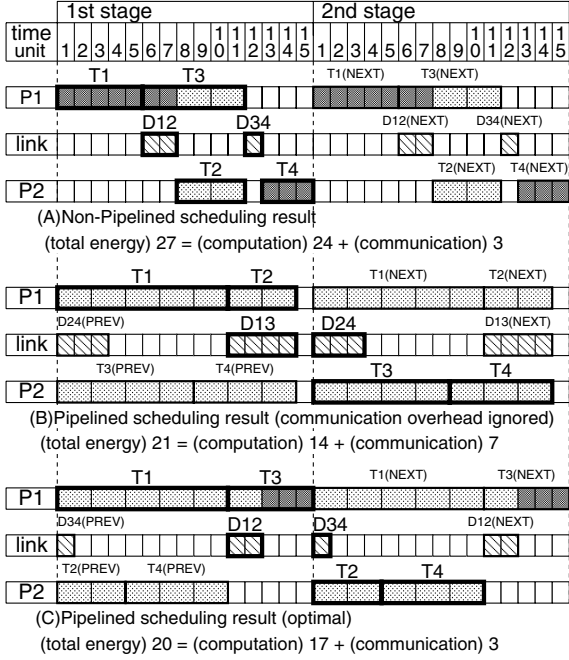 1st stage 2nd stage
time unit 1 2 3 4 5 6 7 8 9 10 11 12 13 14 15 1 2 3 4 5 6 7 8 9 10 11 12 13 14 15
T1 T3 T1(NEXT) T3(NEXT)
P1
D12 D34 D12(NEXT) D34(NEXT)
link
T2 T4 T2(NEXT) T4(NEXT)
P2
(A)Non-Pipelined scheduling result
(total energy) 27 = (computation) 24 + (communication) 3
T1 T2 T1(NEXT) T2(NEXT)
P1
D24(PREV) D13 D24 D13(NEXT)
link
T3(PREV) T4(PREV) T3 T4
P2
(B)Pipelined scheduling result (communication overhead ignored)
(total energy) 21 = (computation) 14 + (communication) 7
T1 T3 T1(NEXT) T3(NEXT)
P1
D34(PREV) D12 D34 D12(NEXT)
link
T2(PREV) T4(PREV) T2 T4
P2
(C)Pipelined scheduling result (optimal)
(total energy) 20 = (computation) 17 + (communication) 3